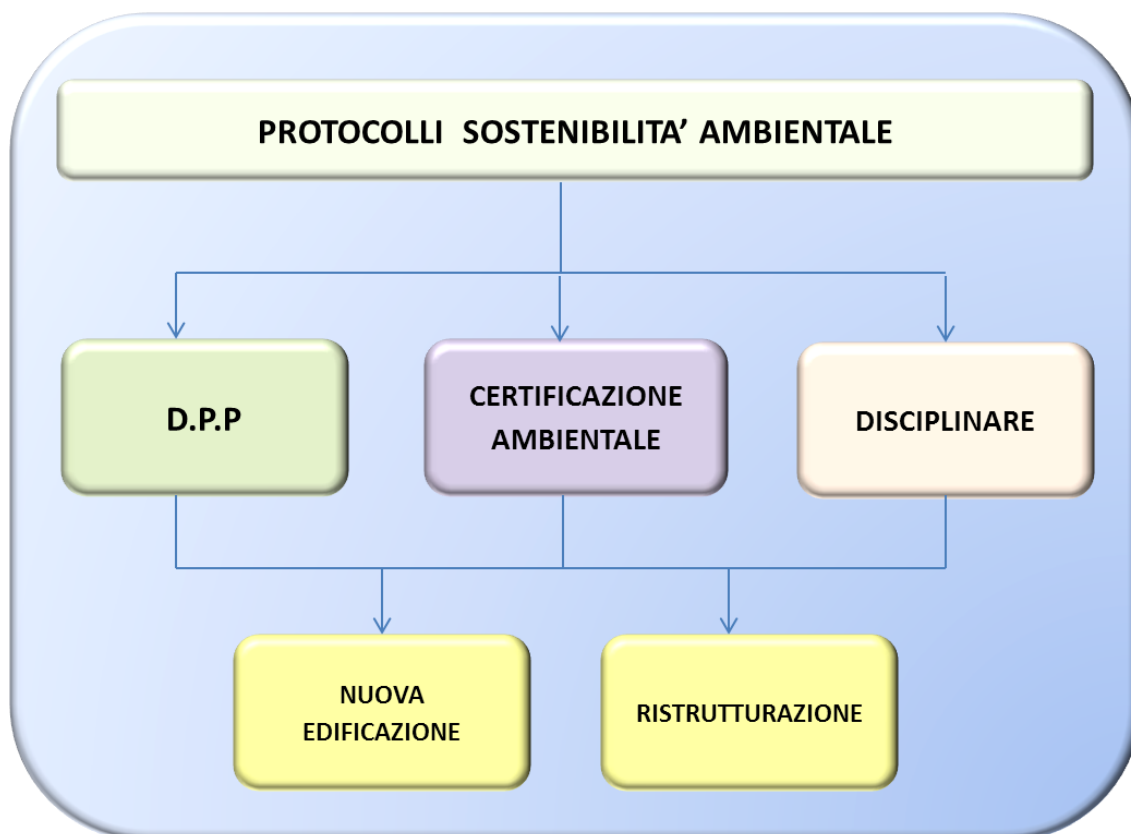 PROTOCOLLI SOSTENIBILITA’ AMBIENTALE
D.P.P
CERTIFICAZIONE
AMBIENTALE
DISCIPLINARE
NUOVA
EDIFICAZIONE
RISTRUTTURAZIONE